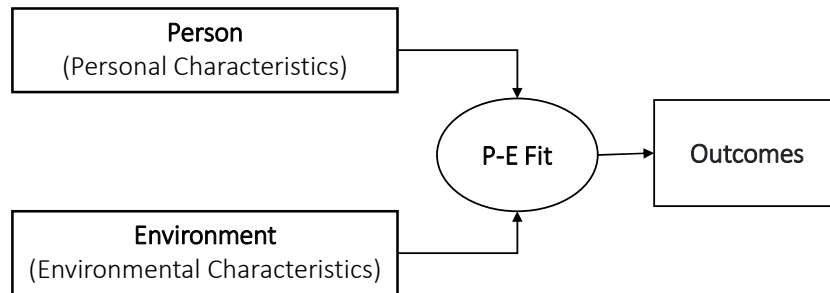 Person
(Personal Characteristics)
P-E Fit
Outcomes
Environment
(Environmental Characteristics)